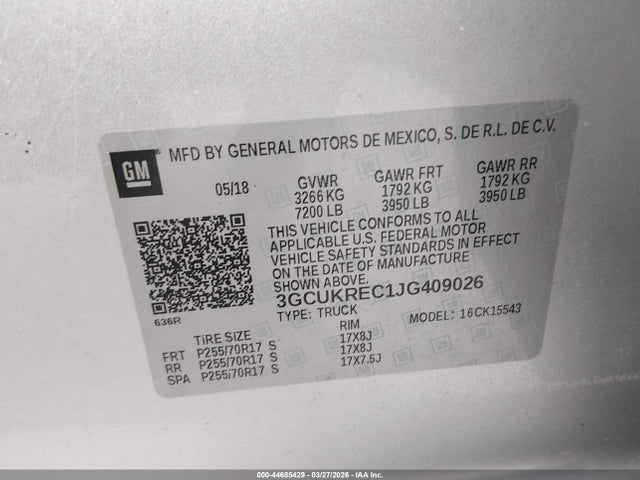 GM
MFD BY GENERAL MOTORS DE MEXICO, S. DE R.L. DE C.V.
05/18 GVWR GAWR FRT GAWR RR
3266 KG 1792 KG 1792 KG
7200 LB 3950 LB 3950 LB
THIS VEHICLE CONFORMS TO ALL
APPLICABLE U.S. FEDERAL MOTOR
VEHICLE SAFETY STANDARDS IN EFFECT
ON THE DATE OF MANUFACTURE
SHOWN ABOVE.
3GCUKREC1JG409026
TYPE: TRUCK MODEL: 16CK15543
636R
TIRE SIZE RIM
FRT P255/70R17 S 17X8J
RR P255/70R17 S 17X8J
SPA P255/70R17 S 17X7.5J
000-44685429 03/27/2026 IAA Inc.